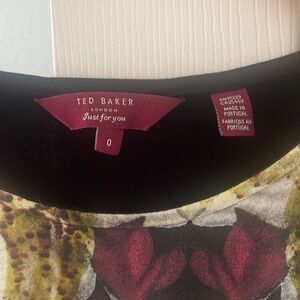 TED BAKER
LONDON
Just for you
0
MADE IN
PORTUGAL
FABRIQUÉ AU
PORTUGAL